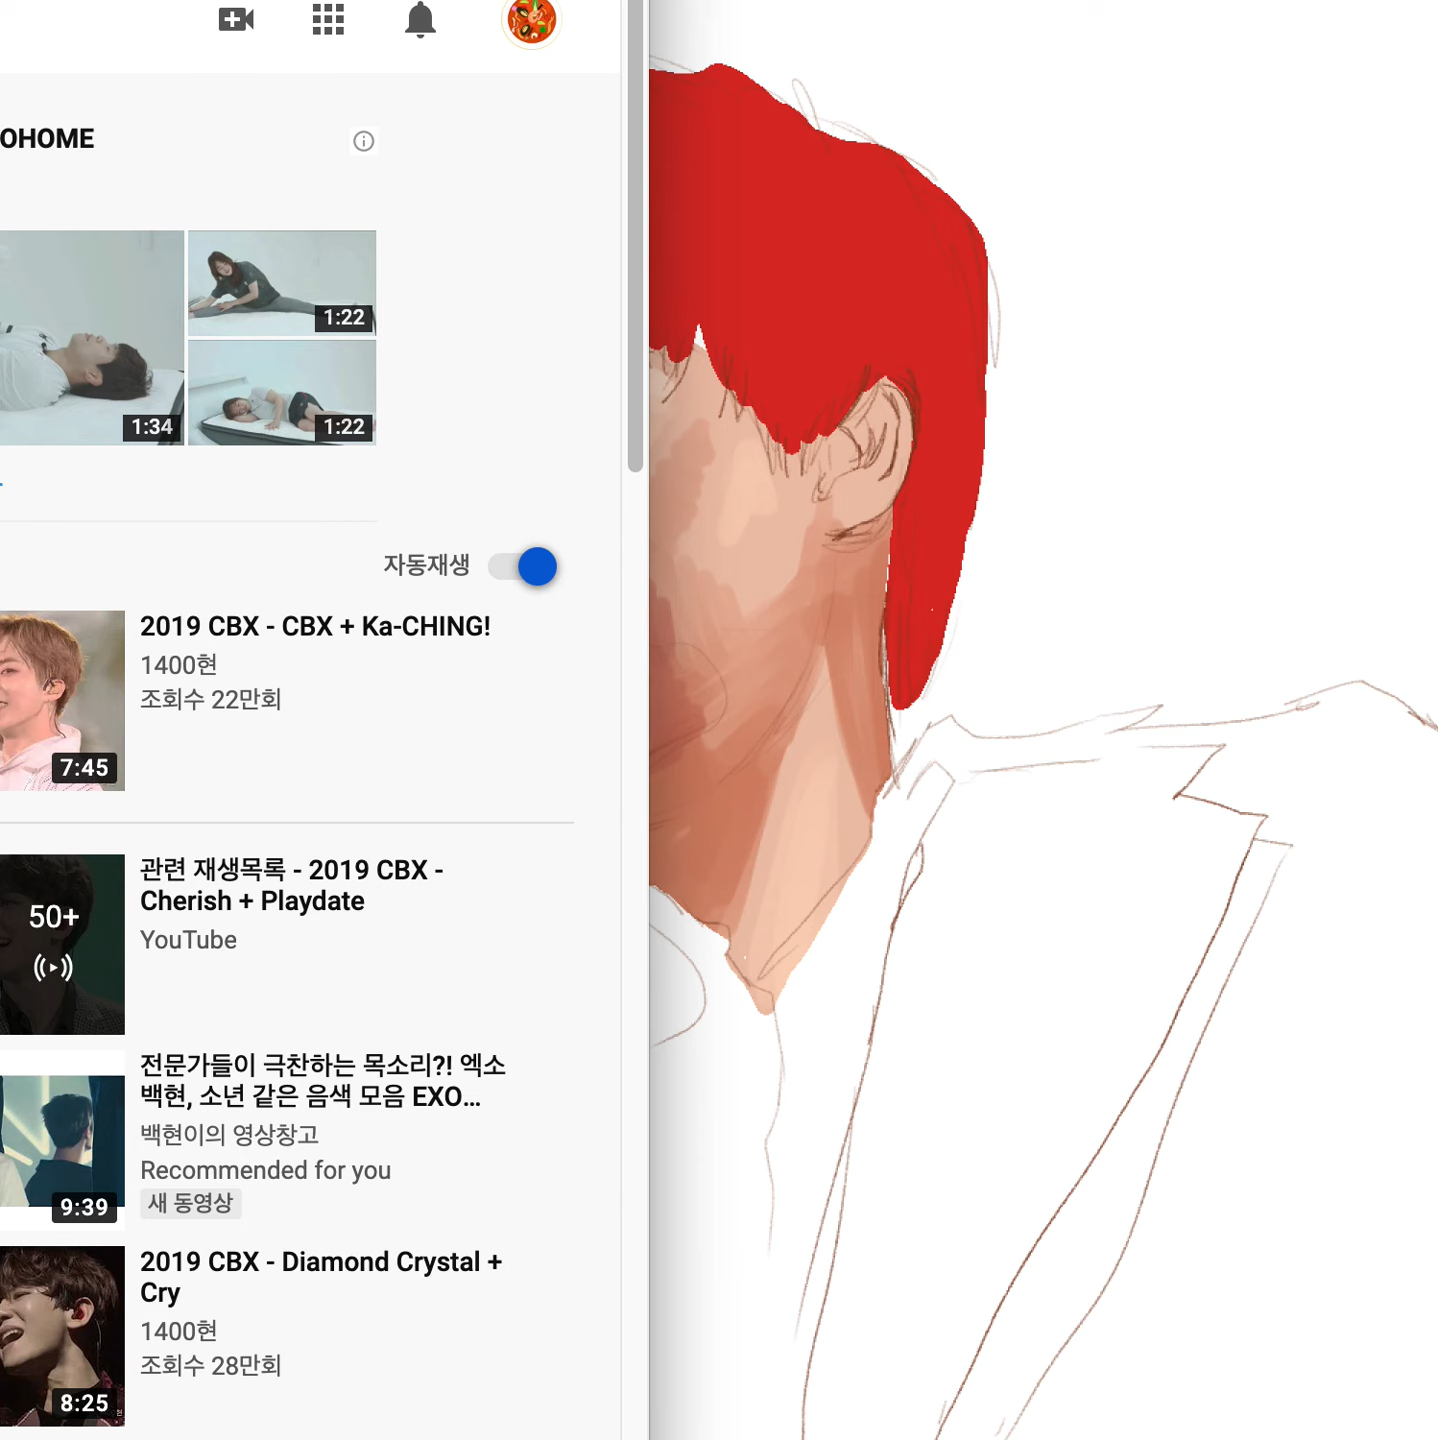 OHOME
1:22
1:34
1:22
자동재생
2019 CBX - CBX + Ka-CHING!
1400현
조회수 22만회
7:45
관련 재생목록 - 2019 CBX -
Cherish + Playdate
50+
YouTube
전문가들이 극찬하는 목소리?! 엑소
백현, 소년 같은 음색 모음 EXO...
백현이의 영상창고
Recommended for you
새 동영상
9:39
2019 CBX - Diamond Crystal +
Cry
1400현
조회수 28만회
8:25